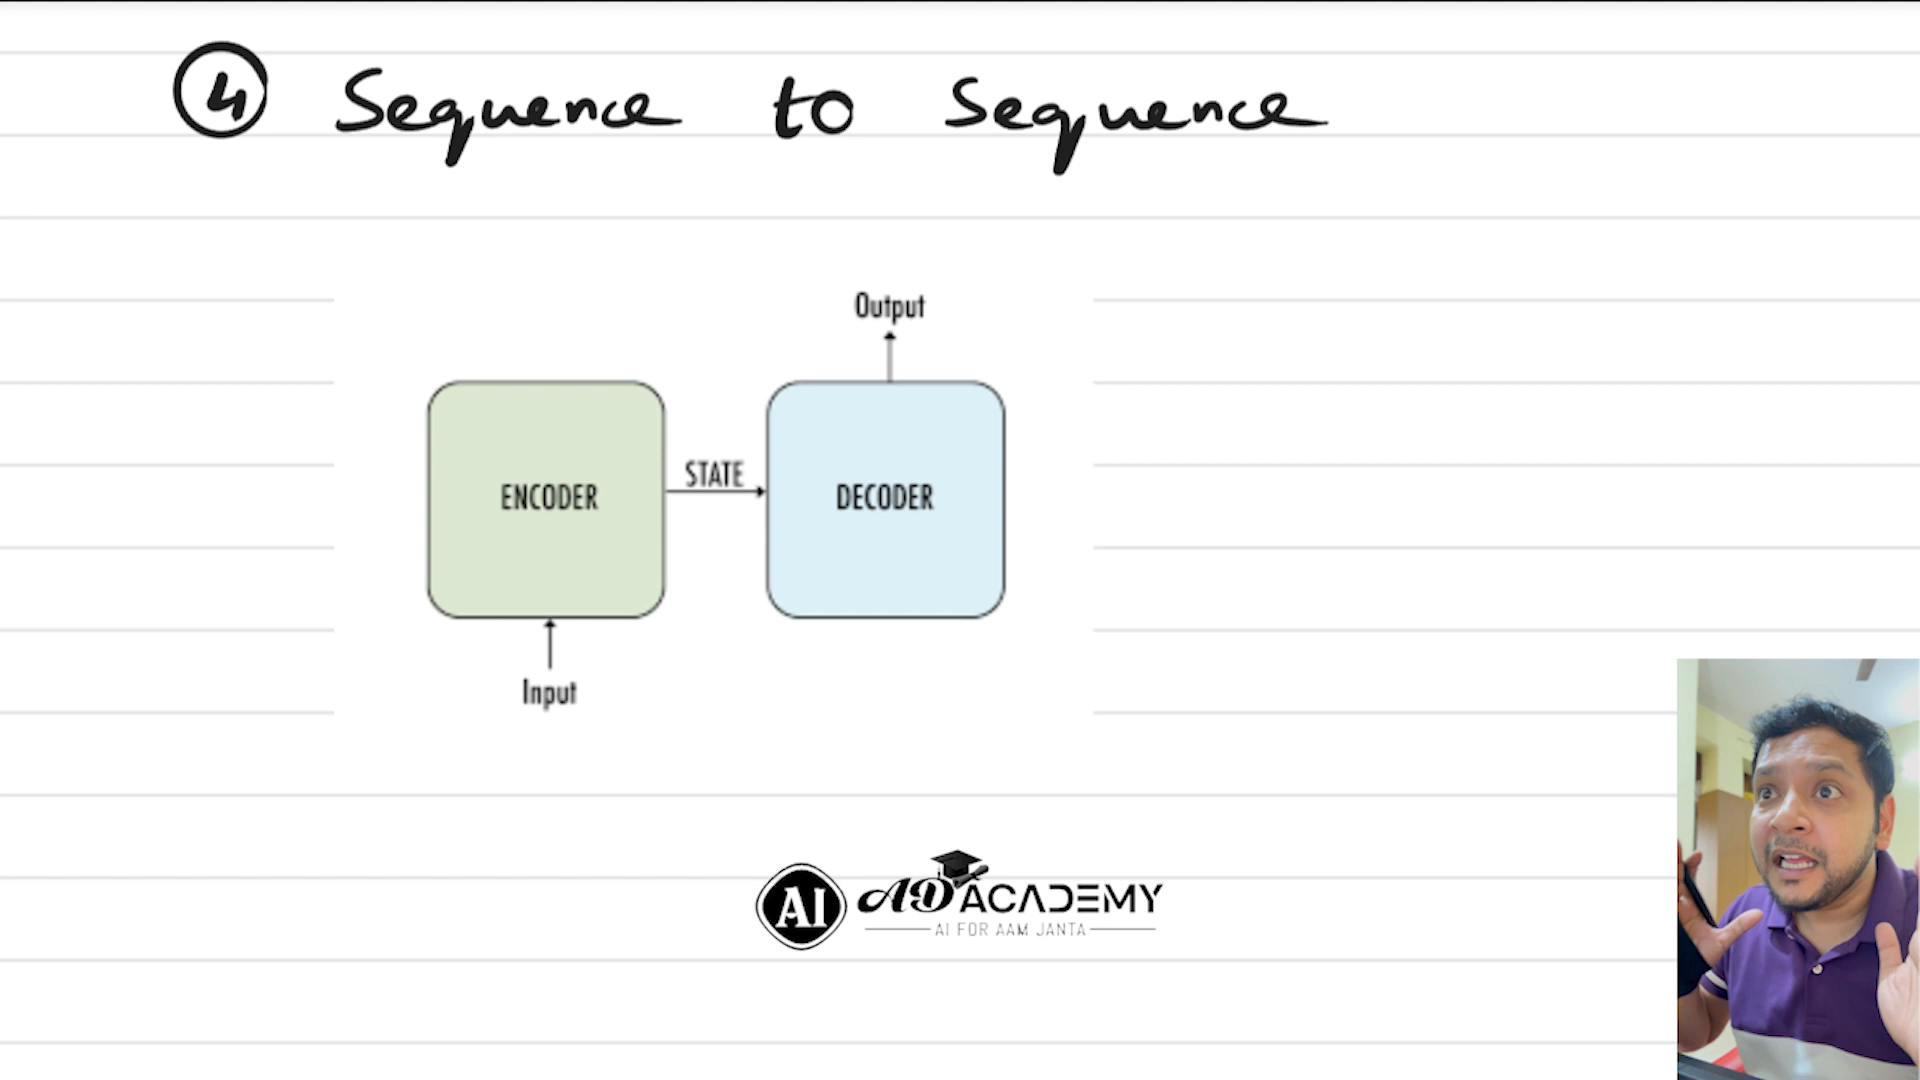 4 Sequence to Sequence
Output
ENCODER
STATE
DECODER
Input
AI
AD ACADEMY
AI FOR AAM JANTA